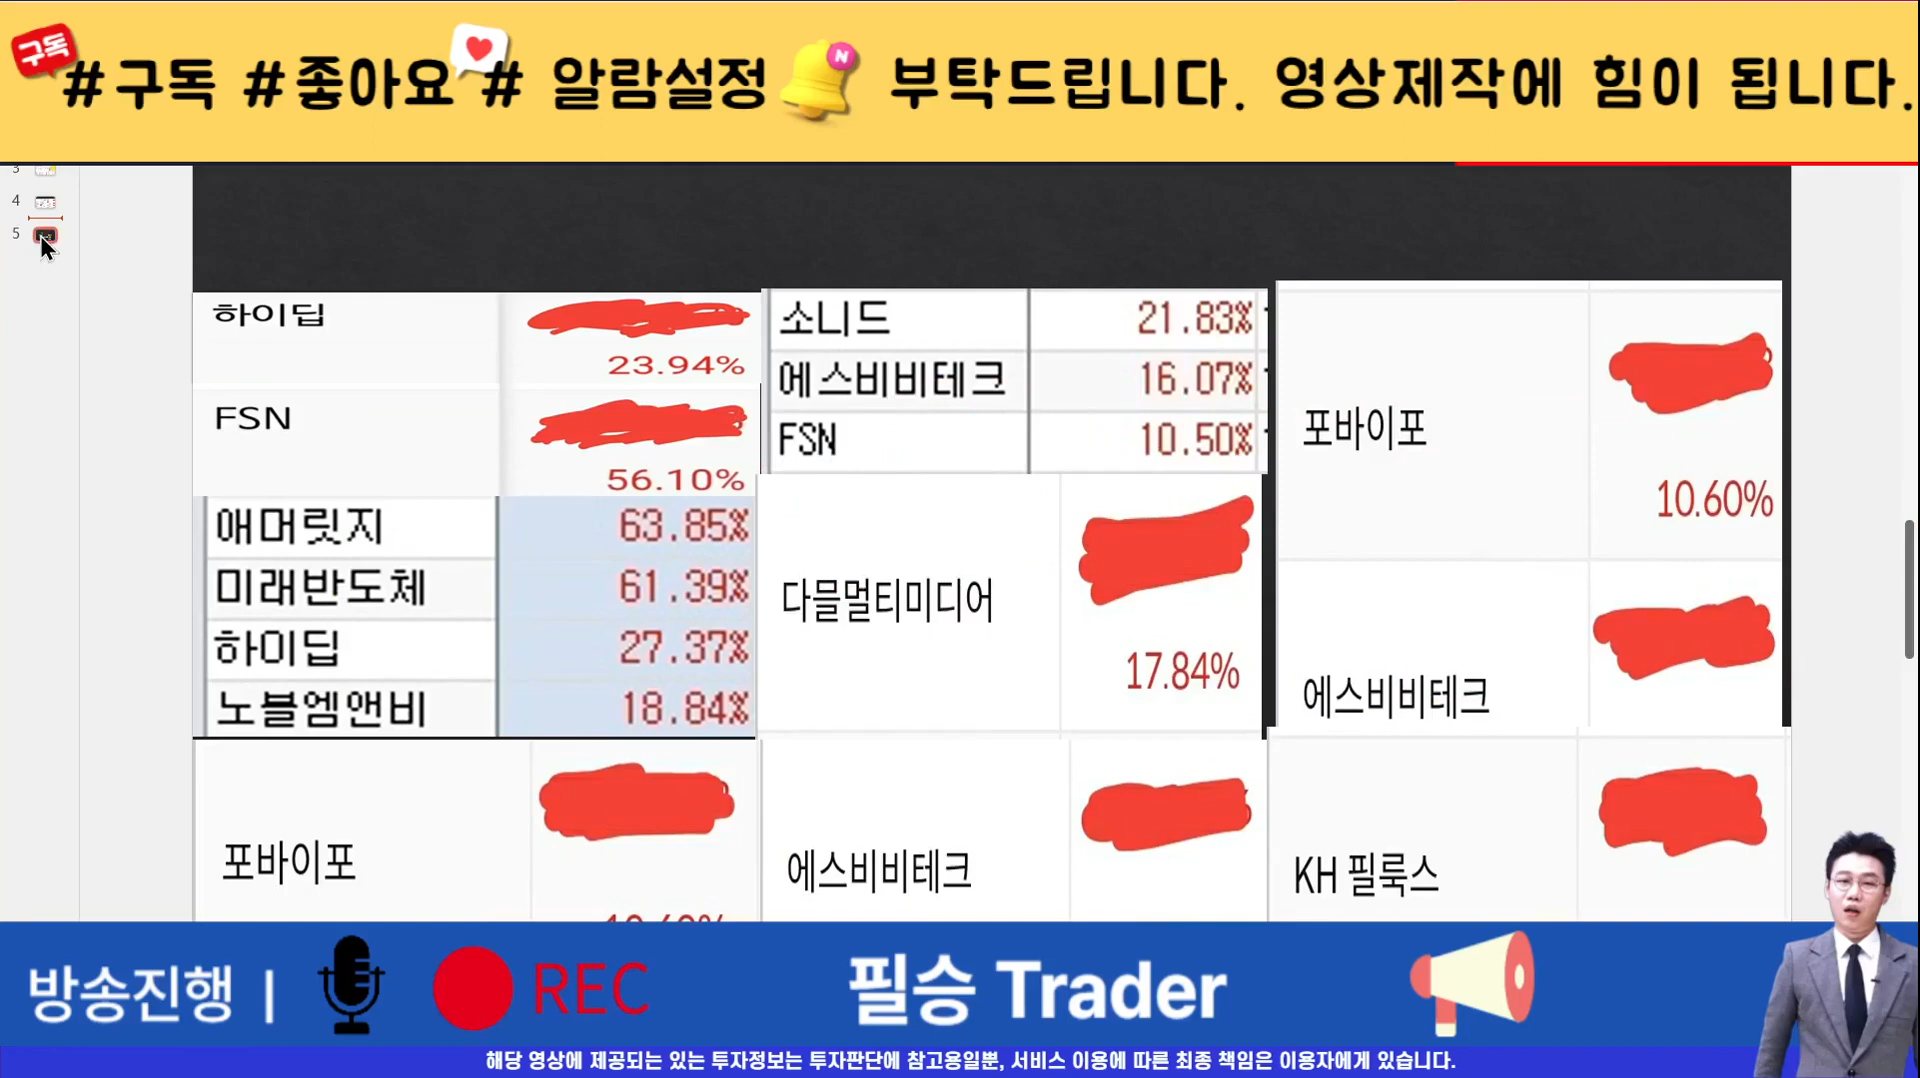 구독
#구독 #좋아요 # 알람설정 N 부탁드립니다. 영상제작에 힘이 됩니다.
3
4
5
하이딥
23.94%
FSN
56.10%
애머릿지 63.85%
미래반도체 61.39%
하이딥 27.37%
노블엠앤비 18.84%
소니드 21.83%
에스비비테크 16.07%
FSN 10.50%
다믈멀티미디어
17.84%
포바이포
10.60%
에스비비테크
포바이포
에스비비테크
KH 필룩스
방송진행 | REC 필승 Trader
해당 영상에 제공되는 있는 투자정보는 투자판단에 참고용일뿐, 서비스 이용에 따른 최종 책임은 이용자에게 있습니다.